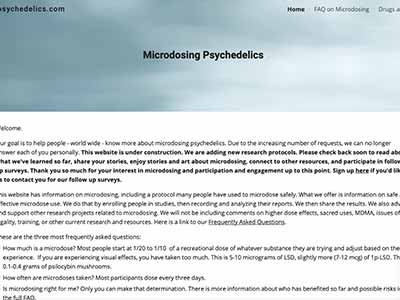 psychedelics.com
Home · FAQ on Microdosing · Drugs a
Microdosing Psychedelics
Welcome.
ur goal is to help people - world wide - know more about microdosing psychedelics. Due to the increasing number of requests, we can no longer
nswer each of you personally. This website is under construction. We are adding new research protocols. Please check back soon to read abo
what we've learned so far, share your stories, enjoy stories and art about microdosing, connect to other resources, and participate in follow
p surveys. Thank you so much for your interest in microdosing and participation and engagement up to this point. Sign up here if you'd lik
s to contact you for our follow up surveys.
his website has information on microdosing, including a protocol many people have used to microdose safely. What we offer is information on safe a
ffective microdose use. We do that by enrolling people in studies, then recording and analyzing their reports. We then share the results. We also adv
nd support other research projects related to microdosing. We will not be including comments on higher dose effects, sacred uses, MDMA, issues of
egality, training, or other current research and resources. Here is a link to our Frequently Asked Questions.
hese are the three most frequently asked questions:
How much is a microdose? Most people start at 1/20 to 1/10 of a recreational dose of whatever substance they are trying and adjust based on the
experience. If you are experiencing visual effects, you have taken too much. This is 5-10 micrograms of LSD, slightly more (7-12 mcg) of 1p-LSD. Th
0.1-0.4 grams of psilocybin mushrooms.
How often are microdoses taken? Most participants dose every three days.
Is microdosing right for me? Only you can make that determination. There is more information about who has benefited so far and possible risks i
the full FAQ.